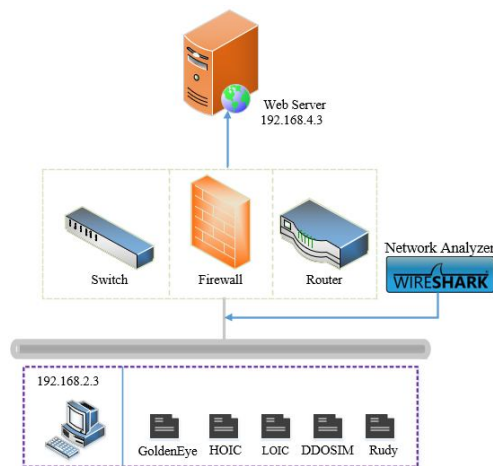 Web Server
192.168.4.3
Switch
Firewall
Router
Network Analyzer
WIRESHARK
192.168.2.3
GoldenEye
HOIC
LOIC
DDOSIM
Rudy